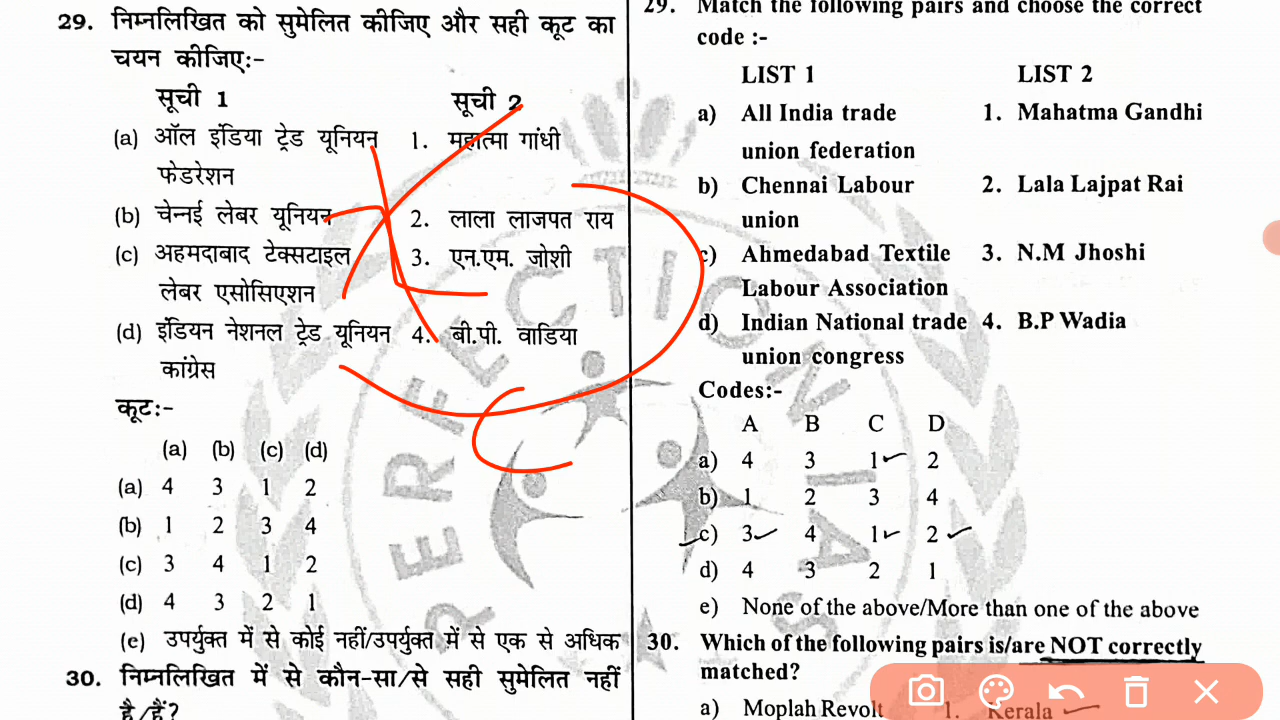 29. निम्नलिखित को सुमेलित कीजिए और सही कूट का
चयन कीजिए:-
सूची 1 सूची 2
(a) ऑल इंडिया ट्रेड यूनियन 1. महात्मा गांधी
फेडरेशन
(b) चेन्नई लेबर यूनियन 2. लाला लाजपत राय
(c) अहमदाबाद टेक्सटाइल 3. एन.एम. जोशी
लेबर एसोसिएशन
(d) इंडियन नेशनल ट्रेड यूनियन 4. बी.पी. वाडिया
कांग्रेस
कूट:-
(a) (b) (c) (d)
(a) 4 3 1 2
(b) 1 2 3 4
(c) 3 4 1 2
(d) 4 3 2 1
(e) उपर्युक्त में से कोई नहीं/उपर्युक्त में से एक से अधिक
30. निम्नलिखित में से कौन-सा/से सही सुमेलित नहीं
है/हैं?
29. Match the following pairs and choose the correct
code :-
LIST 1 LIST 2
a) All India trade 1. Mahatma Gandhi
union federation
b) Chennai Labour 2. Lala Lajpat Rai
union
c) Ahmedabad Textile 3. N.M Jhoshi
Labour Association
d) Indian National trade 4. B.P Wadia
union congress
Codes:-
A B C D
a) 4 3 1 2
b) 1 2 3 4
c) 3 4 1 2
d) 4 3 2 1
e) None of the above/More than one of the above
30. Which of the following pairs is/are NOT correctly
matched?
a) Moplah Revolt 1. Kerala